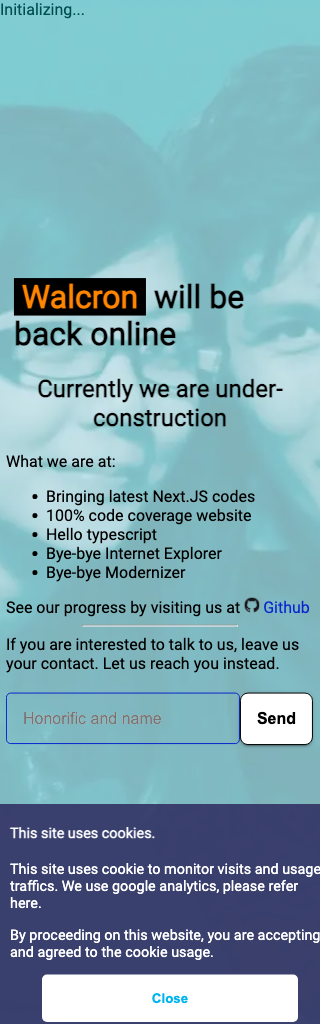 Initializing...
Walcron will be
back online
Currently we are under-
construction
What we are at:
Bringing latest Next.JS codes
100% code coverage website
Hello typescript
Bye-bye Internet Explorer
Bye-bye Modernizer
See our progress by visiting us at Github
If you are interested to talk to us, leave us
your contact. Let us reach you instead.
Honorific and name
Send
This site uses cookies.
This site uses cookie to monitor visits and usage
traffics. We use google analytics, please refer
here.
By proceeding on this website, you are accepting
and agreed to the cookie usage.
Close